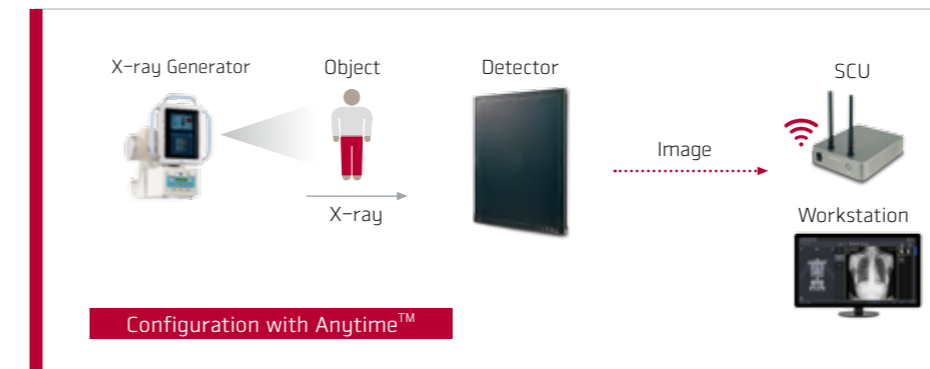 X-ray Generator
Object
Detector
SCU
Image
X-ray
Workstation
Configuration with Anytime™